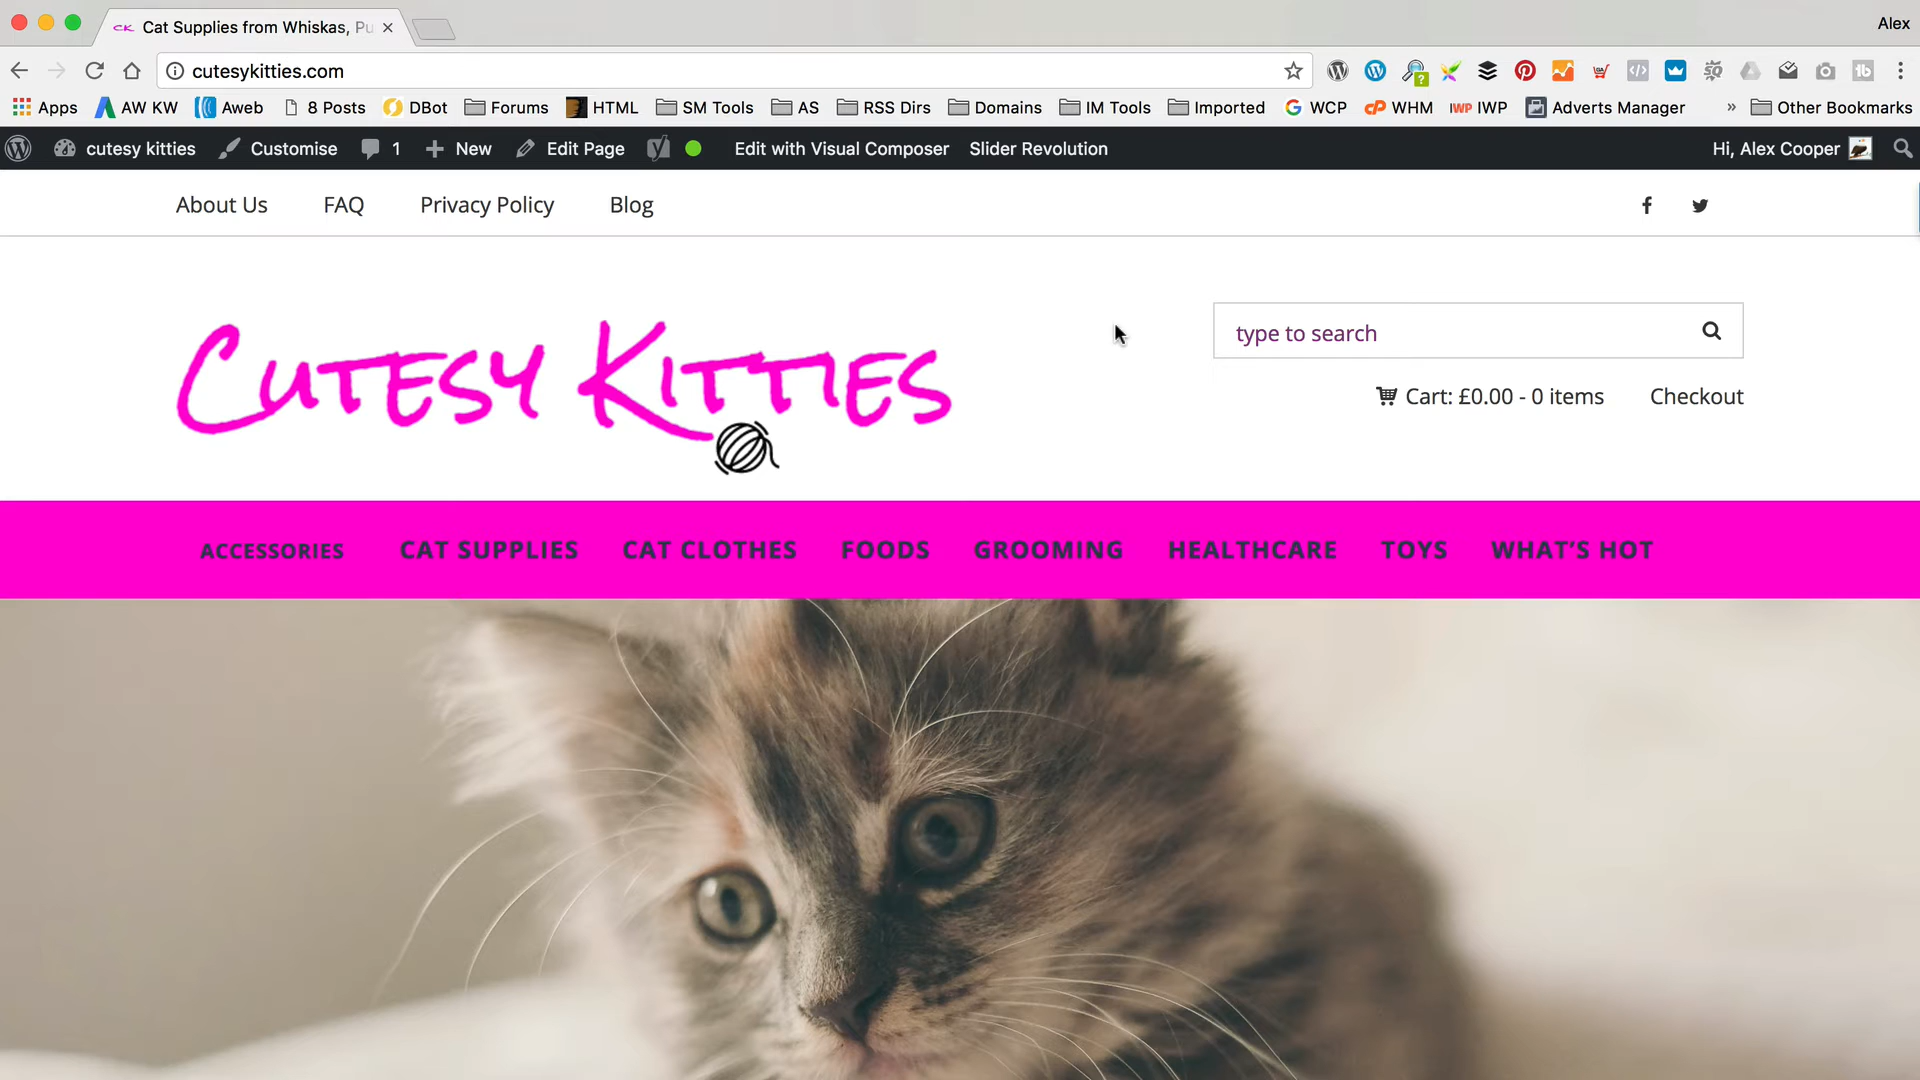 Cat Supplies from Whiskas, Pu
Alex
cutesykitties.com
Apps AW KW Aweb 8 Posts DBot Forums HTML SM Tools AS RSS Dirs Domains IM Tools Imported WCP WHM IWP IWP Adverts Manager » Other Bookmarks
cutesy kitties Customise 1 New Edit Page Edit with Visual Composer Slider Revolution Hi, Alex Cooper
About Us FAQ Privacy Policy Blog
type to search
CUTESY KITTIES
Cart: £0.00 - 0 items Checkout
ACCESSORIES CAT SUPPLIES CAT CLOTHES FOODS GROOMING HEALTHCARE TOYS WHAT'S HOT